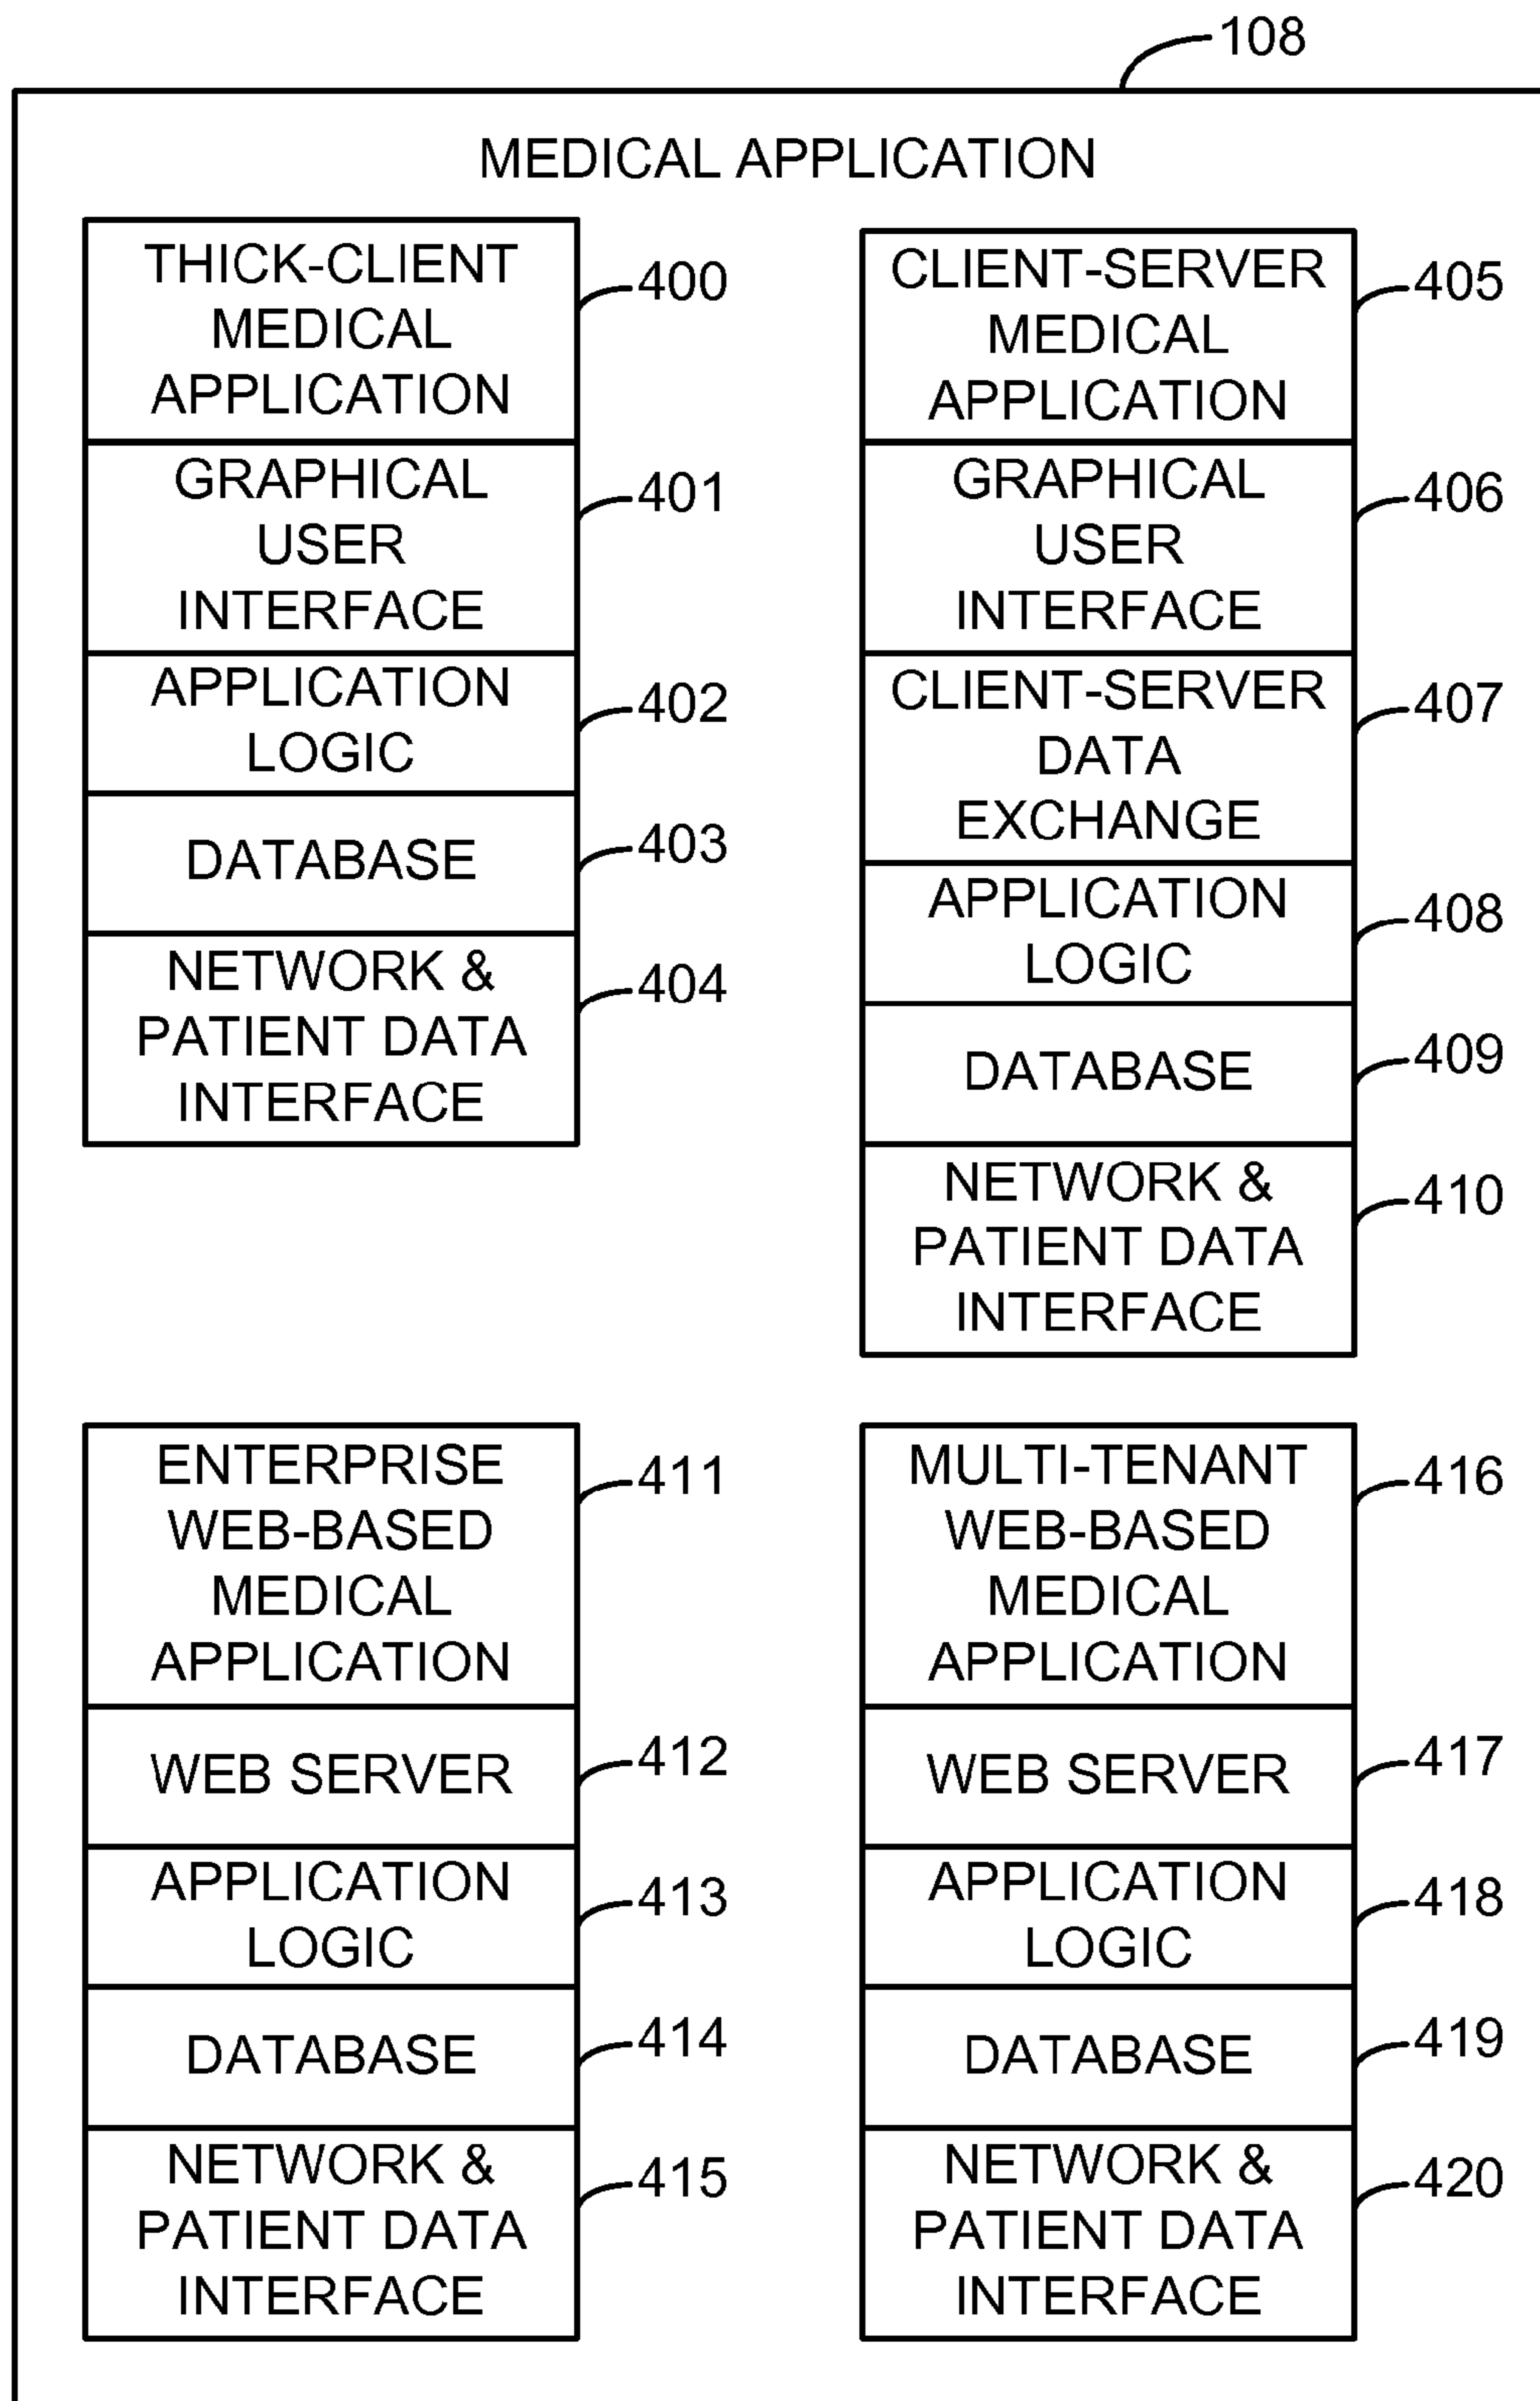 108
MEDICAL APPLICATION
THICK-CLIENT
MEDICAL
APPLICATION
400
GRAPHICAL
USER
INTERFACE
401
APPLICATION
LOGIC
402
DATABASE
403
NETWORK &
PATIENT DATA
INTERFACE
404
CLIENT-SERVER
MEDICAL
APPLICATION
405
GRAPHICAL
USER
INTERFACE
406
CLIENT-SERVER
DATA
EXCHANGE
407
APPLICATION
LOGIC
408
DATABASE
409
NETWORK &
PATIENT DATA
INTERFACE
410
ENTERPRISE
WEB-BASED
MEDICAL
APPLICATION
411
WEB SERVER
412
APPLICATION
LOGIC
413
DATABASE
414
NETWORK &
PATIENT DATA
INTERFACE
415
MULTI-TENANT
WEB-BASED
MEDICAL
APPLICATION
416
WEB SERVER
417
APPLICATION
LOGIC
418
DATABASE
419
NETWORK &
PATIENT DATA
INTERFACE
420